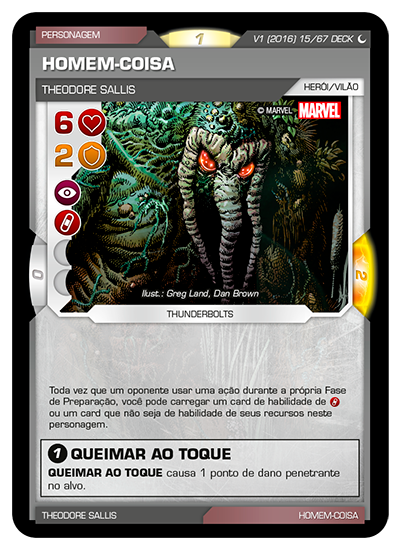 PERSONAGEM
1
V1 (2016) 15/67 DECK
HOMEM-COISA
THEODORE SALLIS
HERÓI/VILÃO
6
© MARVEL MARVEL
2
0
2
Ilust.: Greg Land, Dan Brown
THUNDERBOLTS
Toda vez que um oponente usar uma ação durante a própria Fase
de Preparação, você pode carregar um card de habilidade de
ou um card que não seja de habilidade de seus recursos neste
personagem.
1 QUEIMAR AO TOQUE
QUEIMAR AO TOQUE causa 1 ponto de dano penetrante
no alvo.
THEODORE SALLIS
HOMEM-COISA